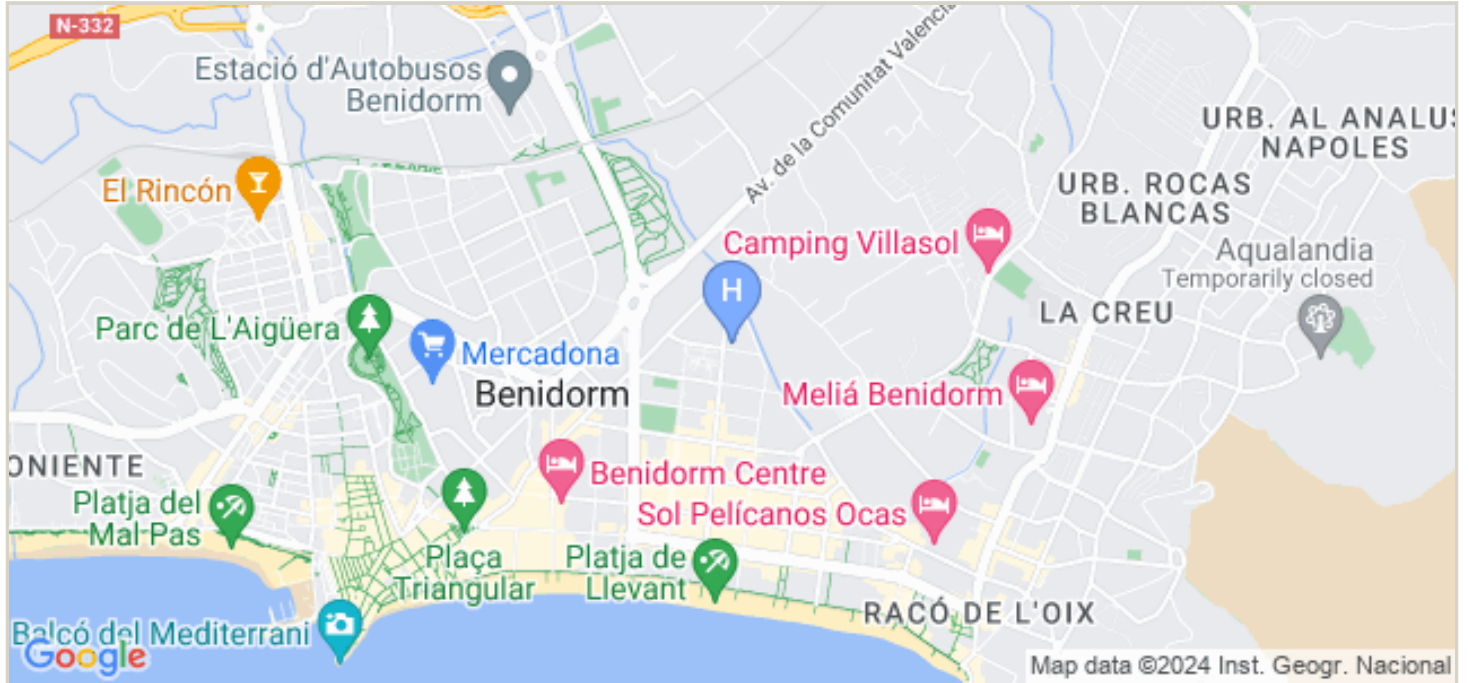 N-332
Estació d'Autobusos
Benidorm
Av. de la Comunitat Valencia
URB. AL ANALUS
NAPOLES
El Rincón
URB. ROCAS
BLANCAS
Camping Villasol
Aqualandia
Temporarily closed
H
LA CREU
Parc de L'Aigüera
Mercadona
Benidorm
Meliá Benidorm
ONIENTE
Benidorm Centre
Platja del
Mal Pas
Sol Pelícanos Ocas
Plaça
Triangular
Platja de
Llevant
RACÓ DE L'OIX
Balcó del Mediterrani
Google
Map data ©2024 Inst. Geogr. Nacional